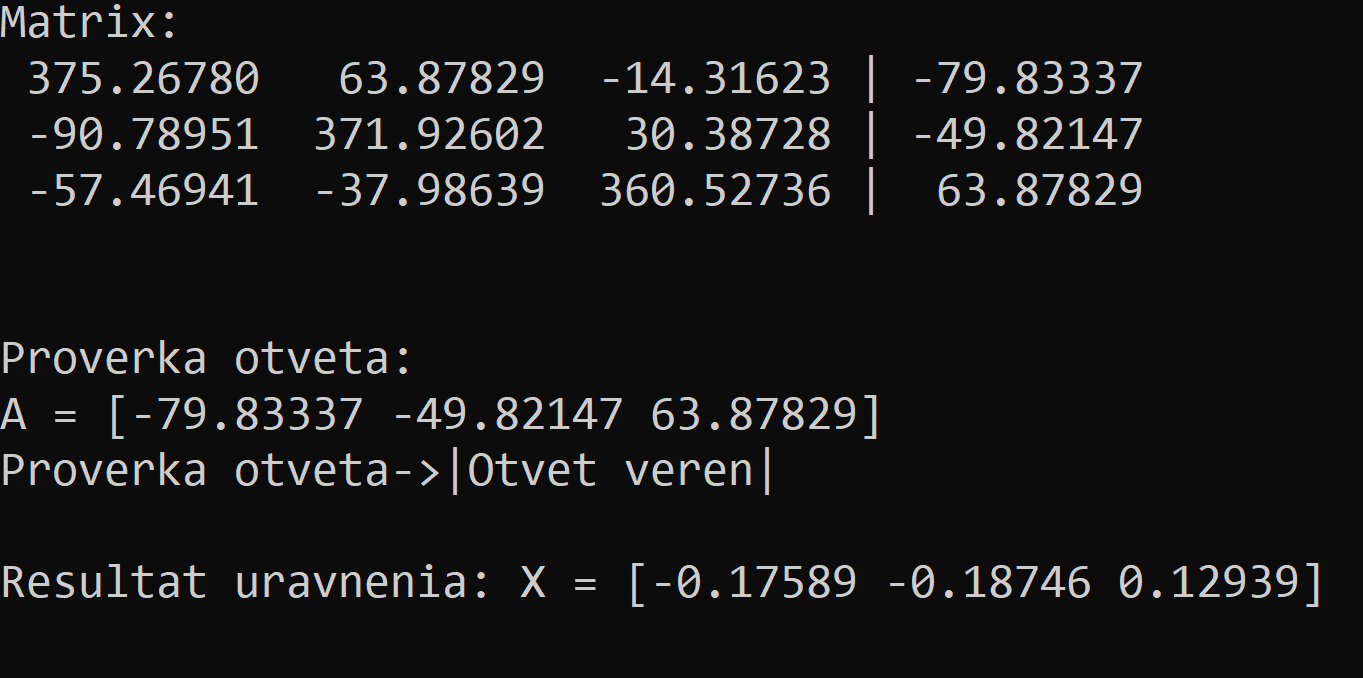 Matrix:
375.26780 63.87829 -14.31623 | -79.83337
-90.78951 371.92602 30.38728 | -49.82147
-57.46941 -37.98639 360.52736 | 63.87829
Proverka otveta:
A = [-79.83337 -49.82147 63.87829]
Proverka otveta->|Otvet veren|
Resultat uravnenia: X = [-0.17589 -0.18746 0.12939]